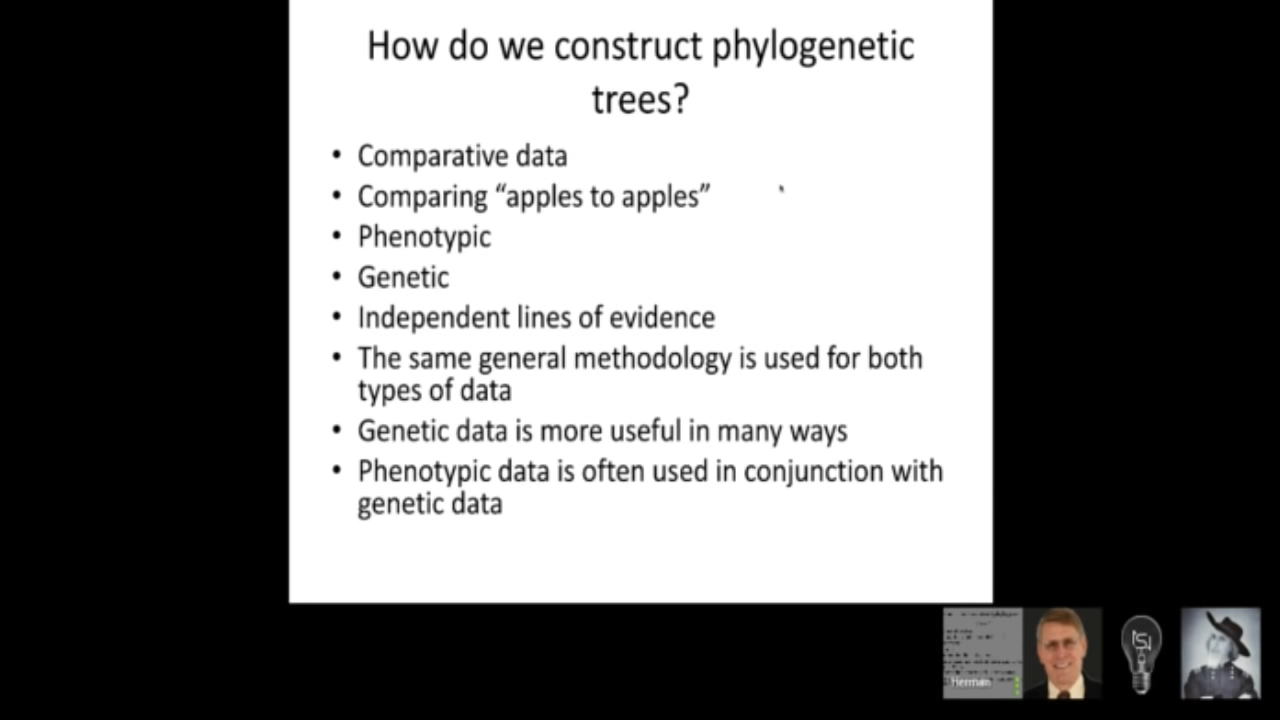 How do we construct phylogenetic
trees?
• Comparative data
• Comparing “apples to apples”
• Phenotypic
• Genetic
• Independent lines of evidence
• The same general methodology is used for both
types of data
• Genetic data is more useful in many ways
• Phenotypic data is often used in conjunction with
genetic data
Herman